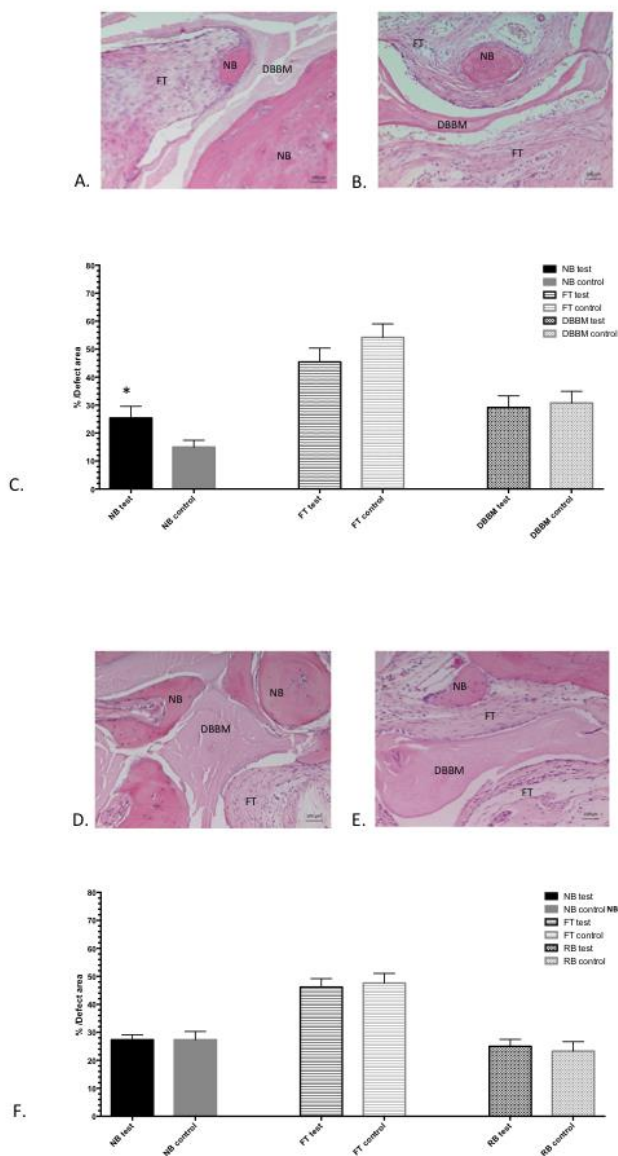 FT
NB
DBBM
NB
A.
FT
NB
DBBM
FT
B.
80
70
60
50
40
30
20
10
0
% /Defect area
*
NB test
NB control
FT test
FT control
DBBM test
DBBM control
NB test
NB control
FT test
FT control
DBBM test
DBBM control
C.
NB
NB
DBBM
FT
D.
NB
FT
DBBM
FT
E.
80
70
60
50
40
30
20
10
0
% /Defect area
NB test
NB control NB
FT test
FT control
RB test
RB control
NB test
NB control
FT test
FT control
RB test
RB control
F.